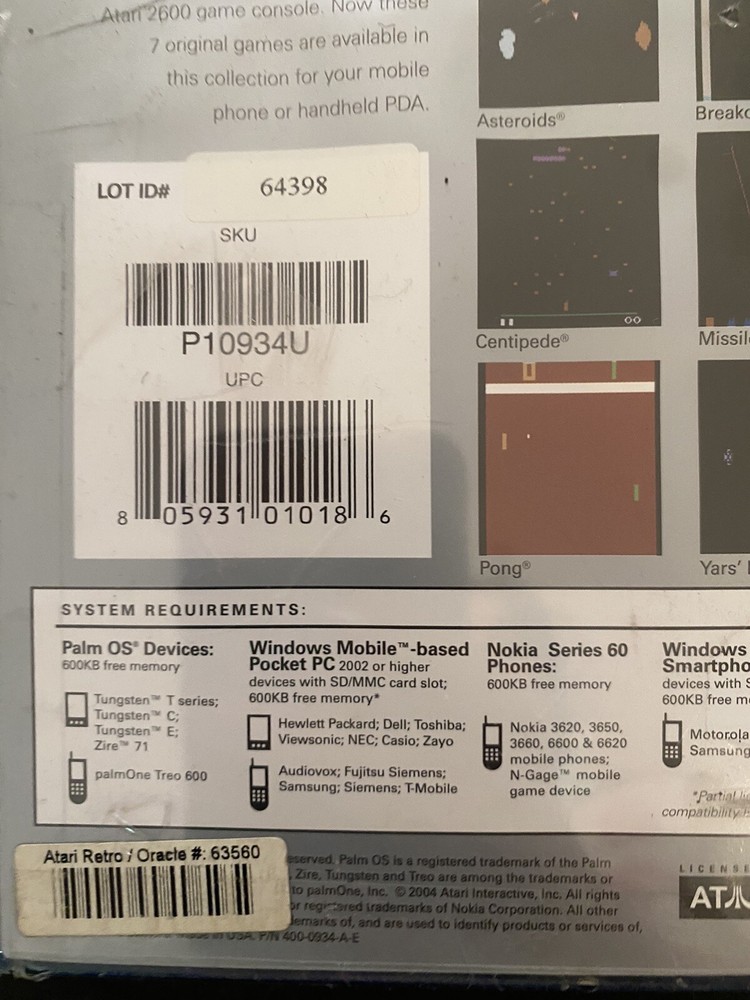 Atari 2600 game console. Now these
7 original games are available in
this collection for your mobile
phone or handheld PDA.
Asteroids®
Breakc
LOT ID# 64398
SKU
P10934U
UPC
8 05931 01018 6
Centipede®
Missil
Pong®
Yars'
SYSTEM REQUIREMENTS:
Palm OS® Devices:
600KB free memory
Tungsten™ T series;
Tungsten™ C;
Tungsten™ E;
Zire™ 71
palmOne Treo 600
Windows Mobile™-based
Pocket PC 2002 or higher
devices with SD/MMC card slot;
600KB free memory*
Hewlett Packard; Dell; Toshiba;
Viewsonic; NEC; Casio; Zayo
Audiovox; Fujitsu Siemens;
Samsung; Siemens; T-Mobile
Nokia Series 60
Phones:
600KB free memory
Nokia 3620, 3650,
3660, 6600 & 6620
mobile phones;
N-Gage™ mobile
game device
Windows
Smartpho
devices with S
600KB free m
Motorola
Samsung
*Partial li
compatibility is
Atari Retro / Oracle #: 63560
eserved. Palm OS is a registered trademark of the Palm
, Zire, Tungsten and Treo are among the trademarks or
to palmOne, Inc. © 2004 Atari Interactive, Inc. All rights
or registered trademarks of Nokia Corporation. All other
demarks of, and are used to identify products or services of,
Made in USA. P/N 400-0934-A-E
LICENSE
ATA